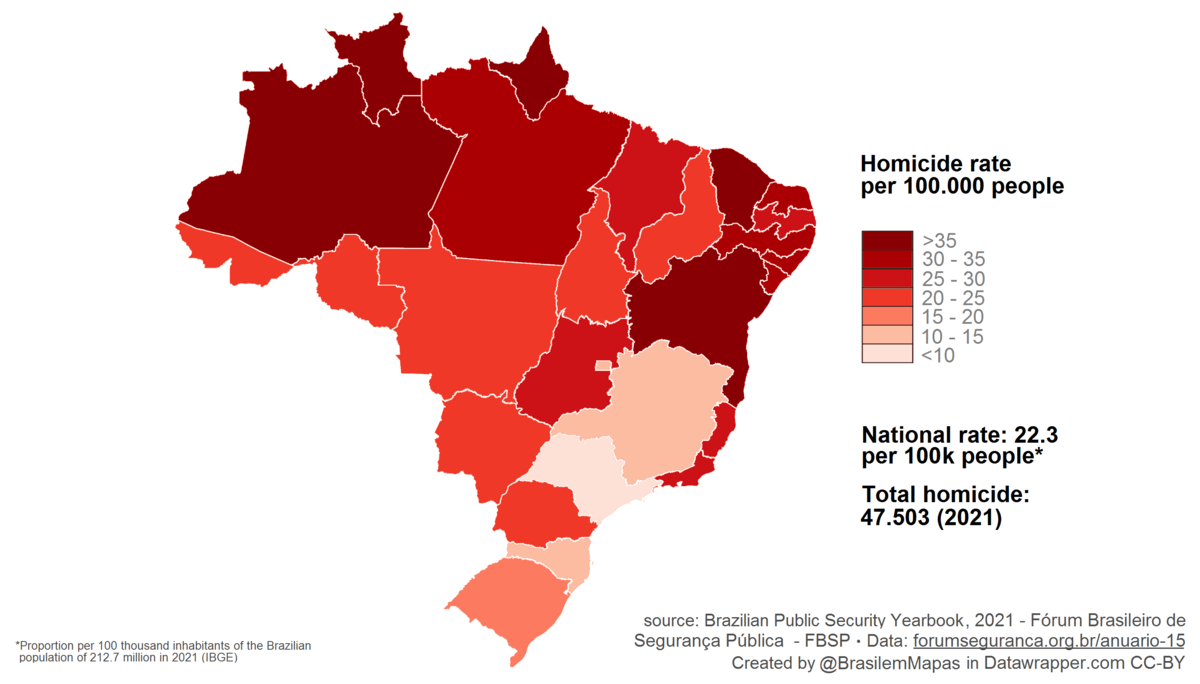 Homicide rate
per 100.000 people
>35
30 - 35
25 - 30
20 - 25
15 - 20
10 - 15
<10
National rate: 22.3
per 100k people*
Total homicide:
47.503 (2021)
source: Brazilian Public Security Yearbook, 2021 - Fórum Brasileiro de
Segurança Pública - FBSP · Data: forumseguranca.org.br/anuario-15
Created by @BrasilemMapas in Datawrapper.com CC-BY
*Proportion per 100 thousand inhabitants of the Brazilian
population of 212.7 million in 2021 (IBGE)